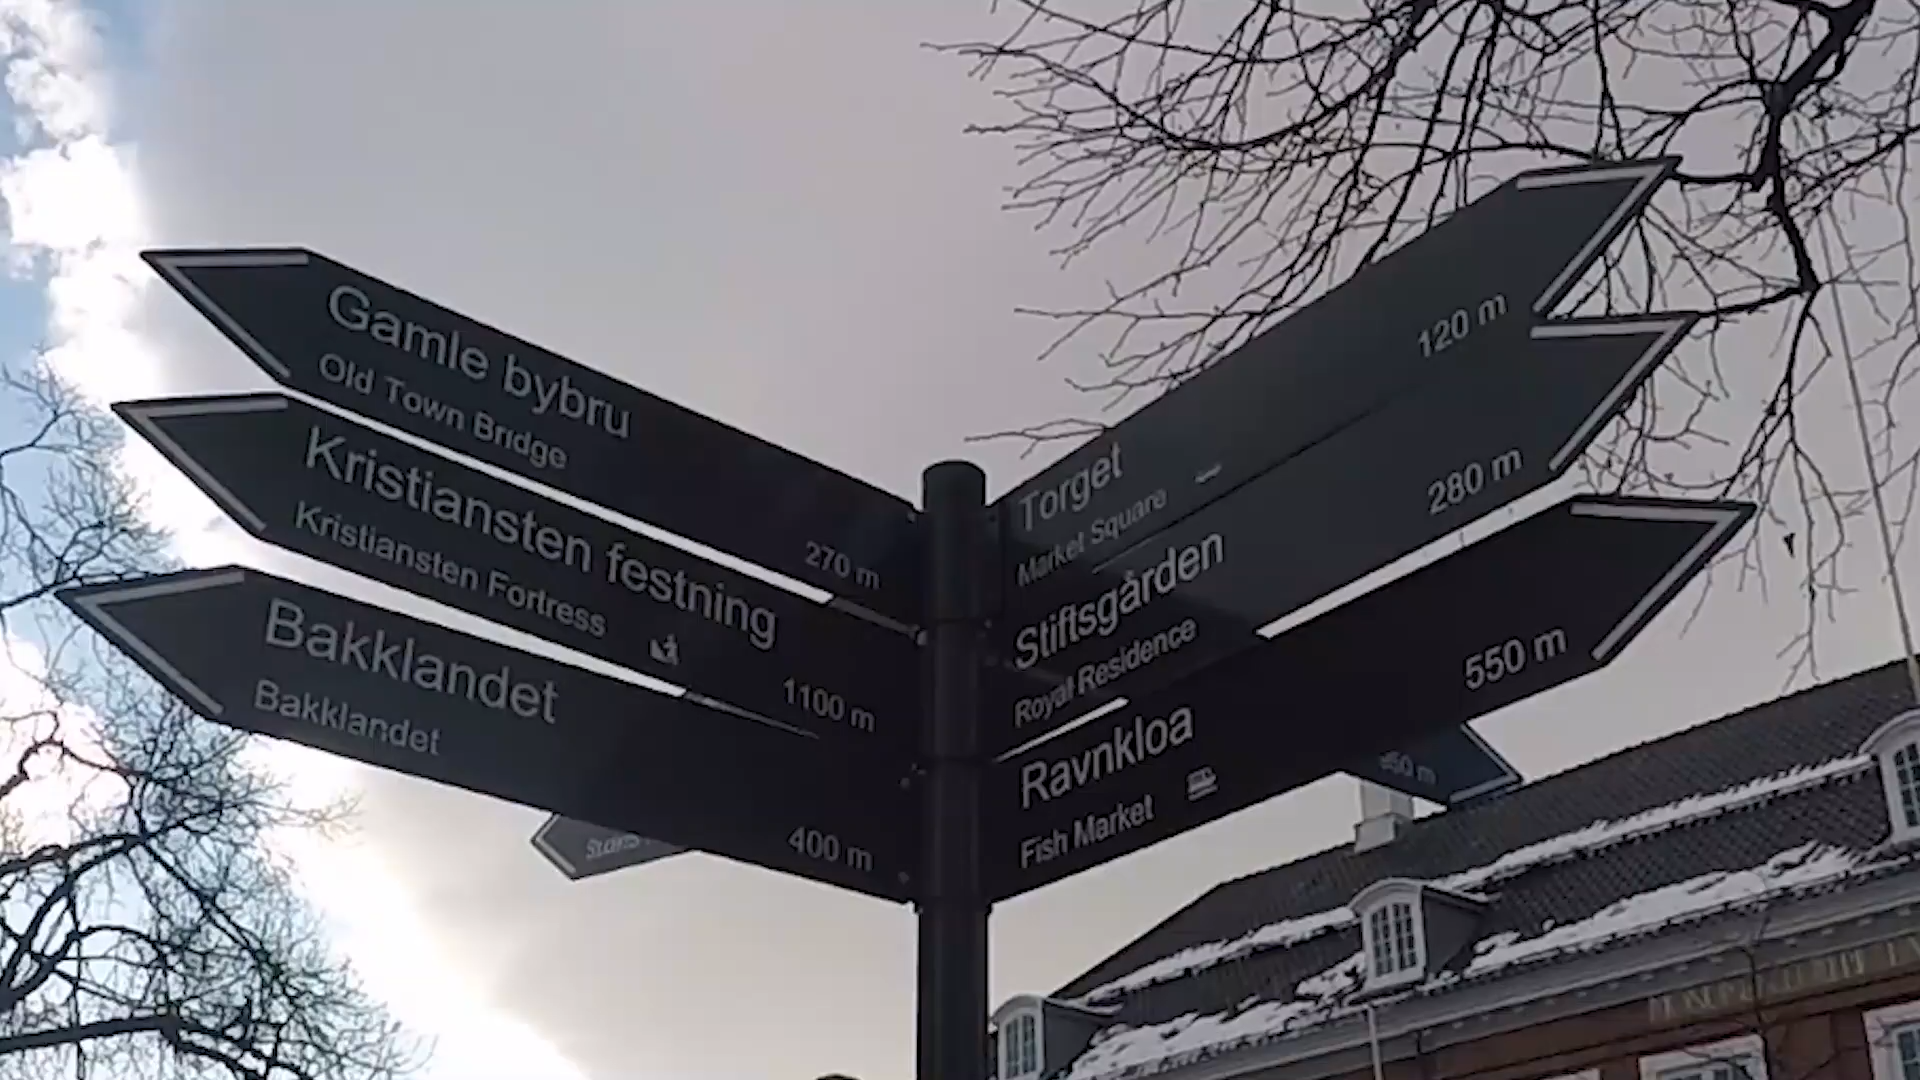 Gamle bybru
Old Town Bridge
270 m
Kristiansten festning
Kristiansten Fortress
1100 m
Bakklandet
Bakklandet
400 m
Torget
Market Square
120 m
Stiftsgården
Royal Residence
280 m
Ravnkloa
Fish Market
550 m